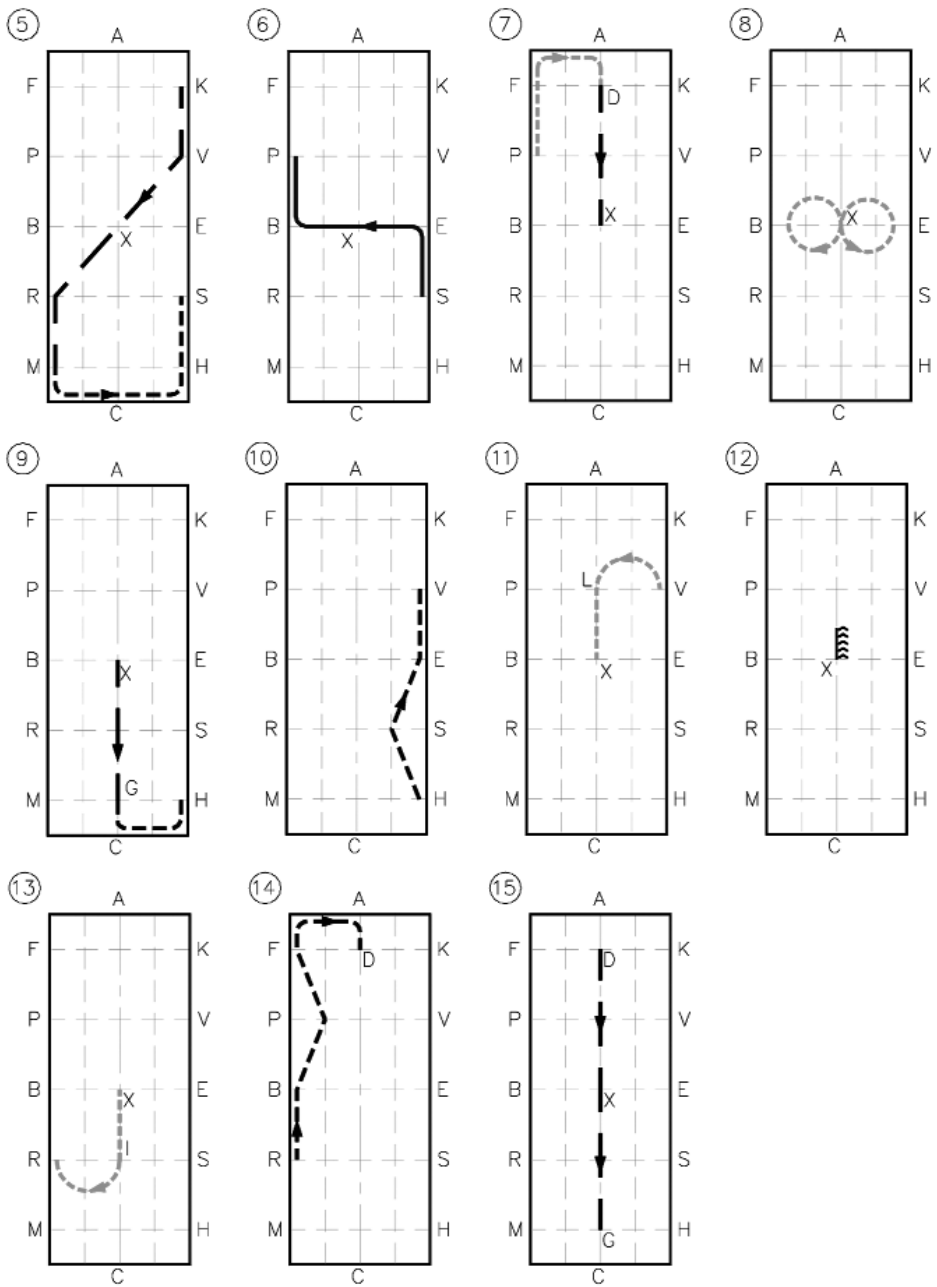 5 6 7 8
A A A A
F K F K F K F K
D
P V P V P V P V
B E B E B E B E
X X X X
R S R S R S R S
M H M H M H M H
C C C C
9 10 11 12
A A A A
F K F K F K F K
P V P V P L V P V
B E B E B E B E
X X X
R S R S R S R S
G
M H M H M H M H
C C C C
13 14 15
A A A
F K F K F K
D D
P V P V P V
B E B E B E
X X
I
R S R S R S
M H M H M H
G
C C C